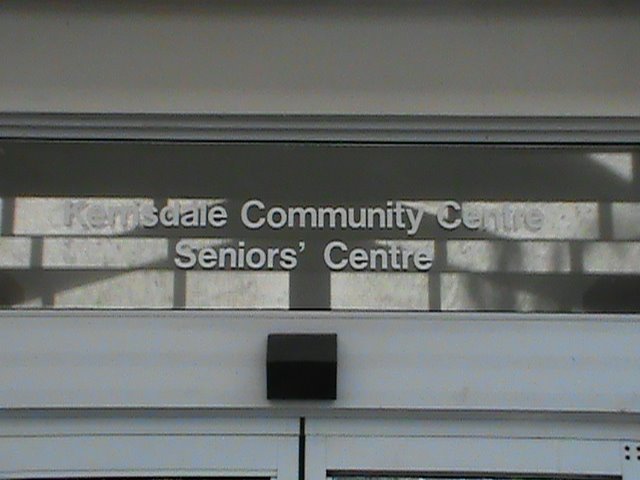 Kerrisdale Community Centre
Seniors' Centre